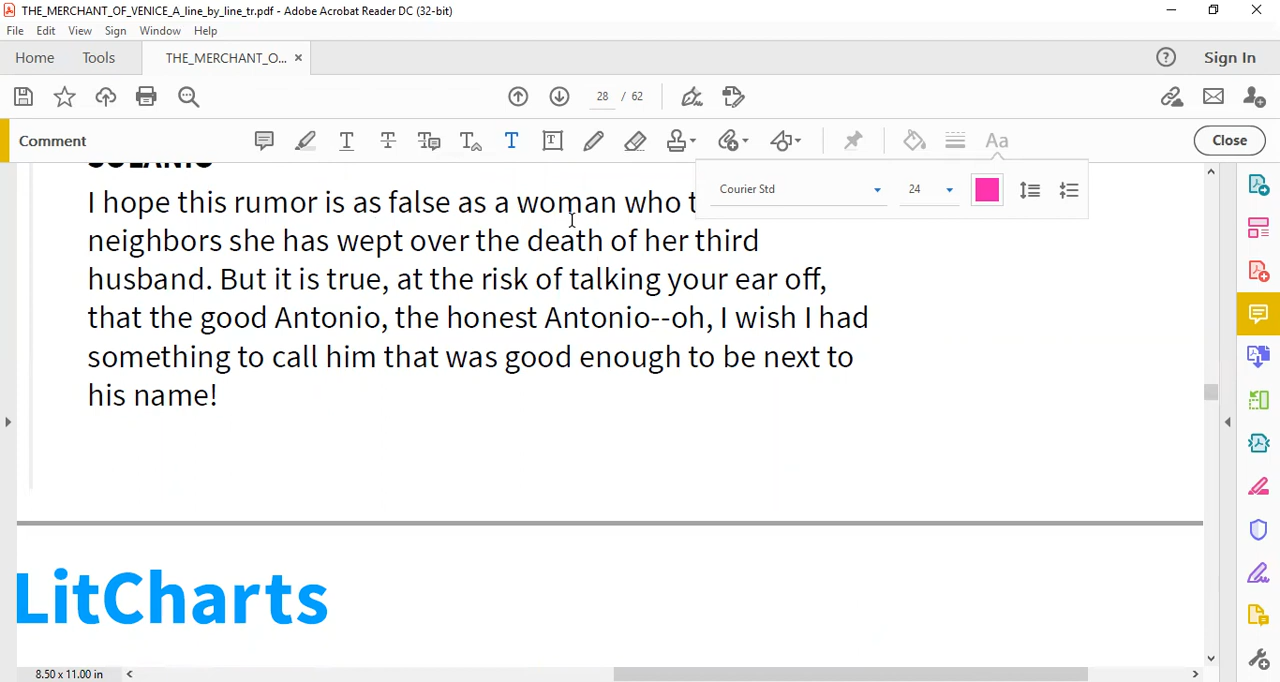 THE_MERCHANT_OF_VENICE_A_line_by_line_tr.pdf - Adobe Acrobat Reader DC (32-bit)
File Edit View Sign Window Help
Home Tools THE_MERCHANT_O... × Sign In
28 / 62
Comment Close
Courier Std 24
SOLANIO
I hope this rumor is as false as a woman who
neighbors she has wept over the death of her third
husband. But it is true, at the risk of talking your ear off,
that the good Antonio, the honest Antonio--oh, I wish I had
something to call him that was good enough to be next to
his name!
LitCharts
8.50 x 11.00 in